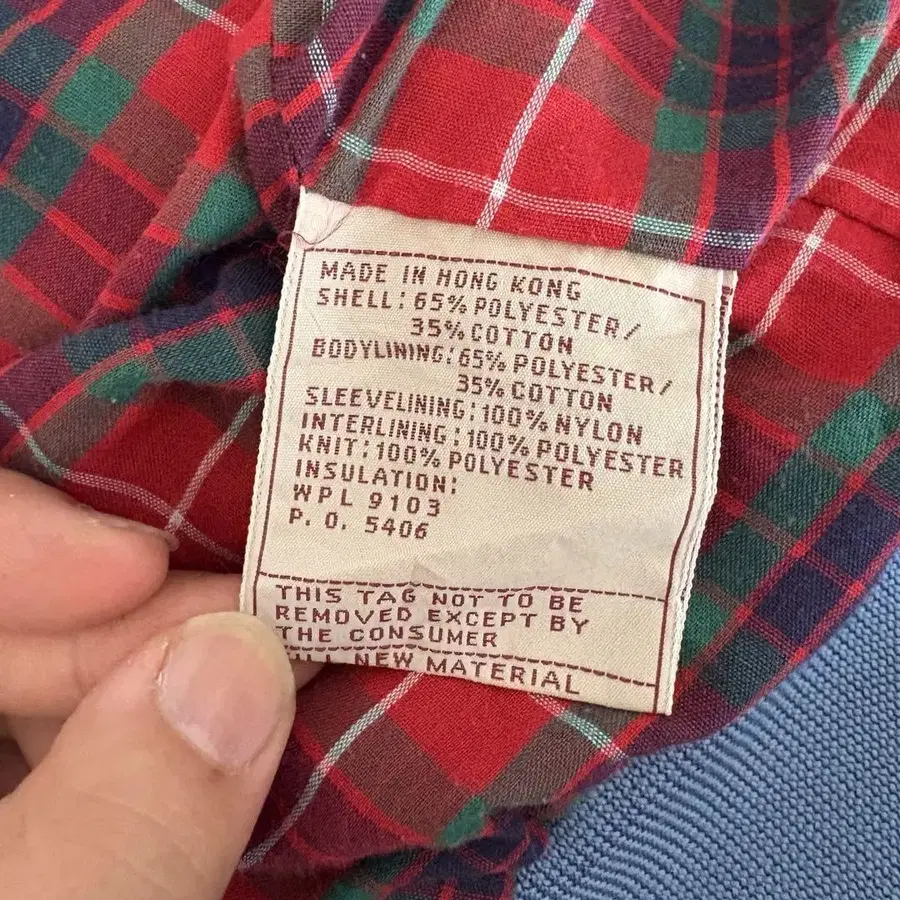 MADE IN HONG KONG
SHELL: 65% POLYESTER/
35% COTTON
BODYLINING: 65% POLYESTER/
35% COTTON
SLEEVELINING: 100% NYLON
INTERLINING: 100% POLYESTER
KNIT: 100% POLYESTER
INSULATION:
WPL 9103
P. O. 5406
THIS TAG NOT TO BE
REMOVED EXCEPT BY
THE CONSUMER
NEW MATERIAL